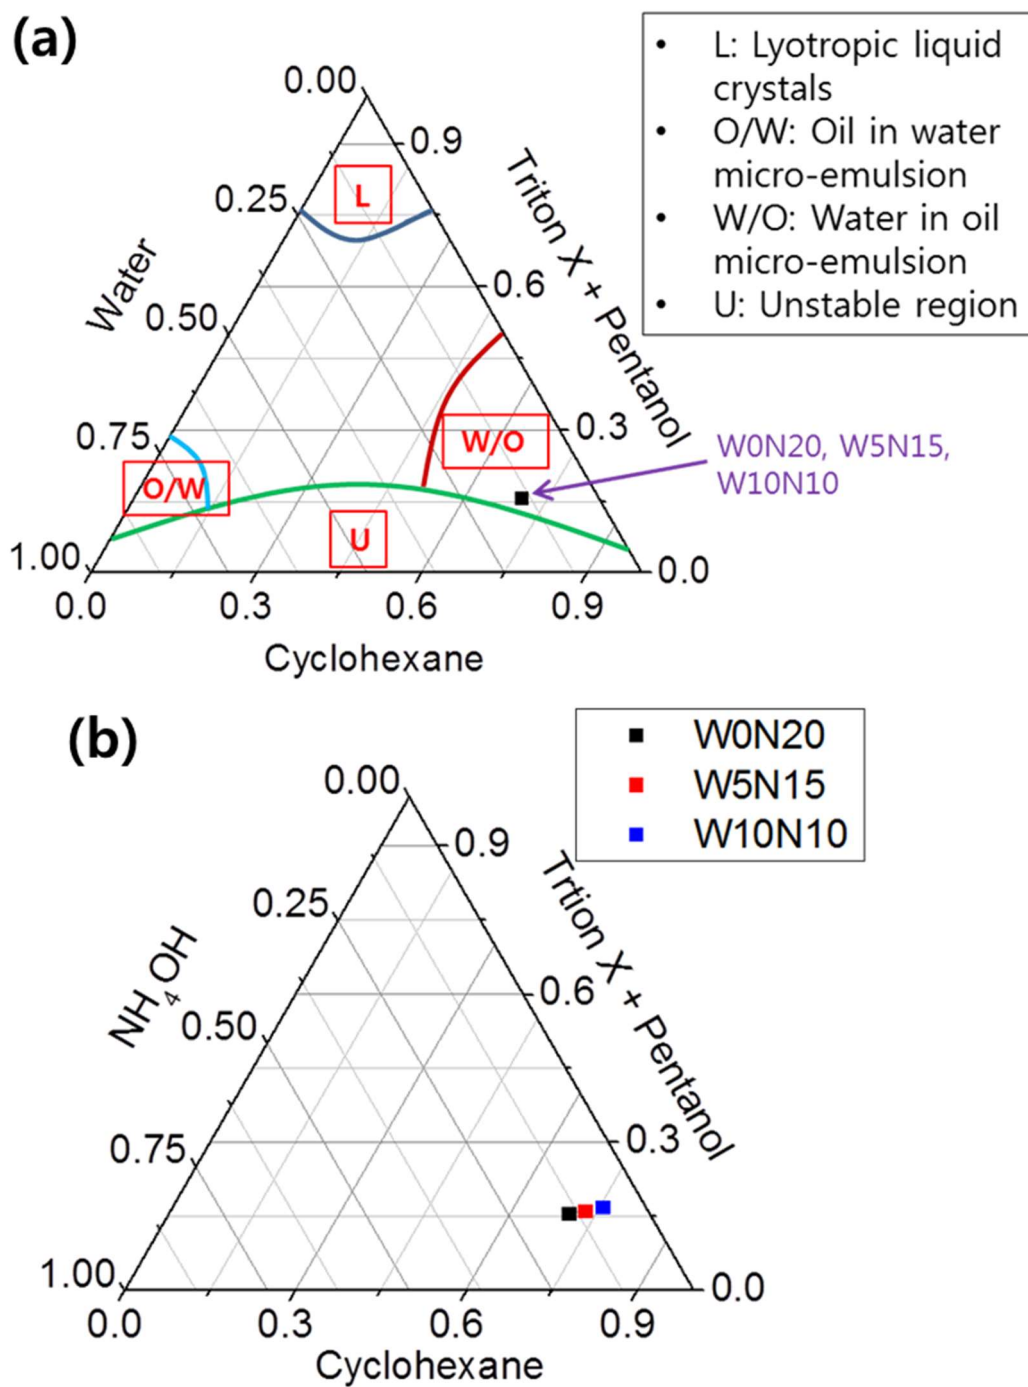 (a)
• L: Lyotropic liquid
crystals
• O/W: Oil in water
micro-emulsion
• W/O: Water in oil
micro-emulsion
• U: Unstable region
0.00
0.9
L
0.25
Triton X + Pentanol
Water
0.6
0.50
0.75
W/O
0.3
W0N20, W5N15,
W10N10
O/W
U
1.00
0.0
0.0 0.3 0.6 0.9
Cyclohexane
(b)
W0N20
W5N15
W10N10
0.00
0.9
0.25
Trtion X + Pentanol
NH₄OH
0.6
0.50
0.75
0.3
1.00
0.0
0.0 0.3 0.6 0.9
Cyclohexane